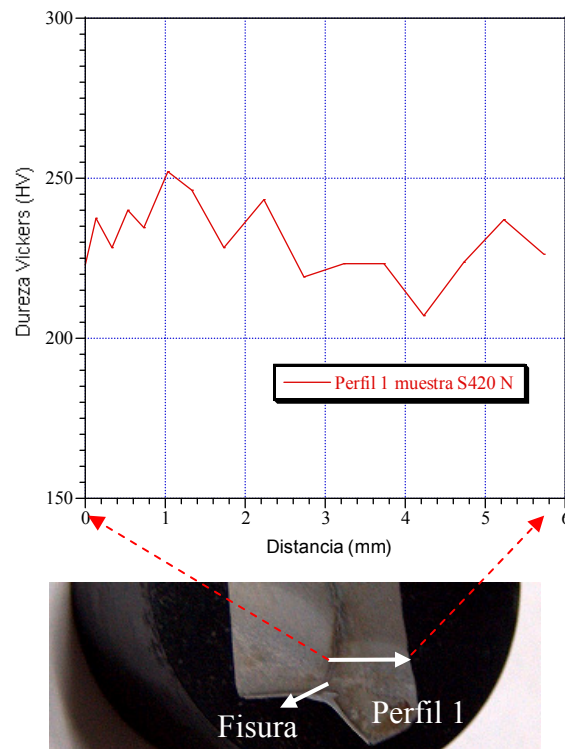 300
250
200
150
Dureza Vickers (HV)
Perfil 1 muestra S420 N
0 1 2 3 4 5 6
Distancia (mm)
Fisura
Perfil 1